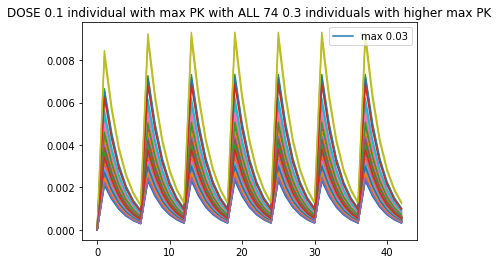 DOSE 0.1 individual with max PK with ALL 74 0.3 individuals with higher max PK
max 0.03
0.008
0.006
0.004
0.002
0.000
0 10 20 30 40